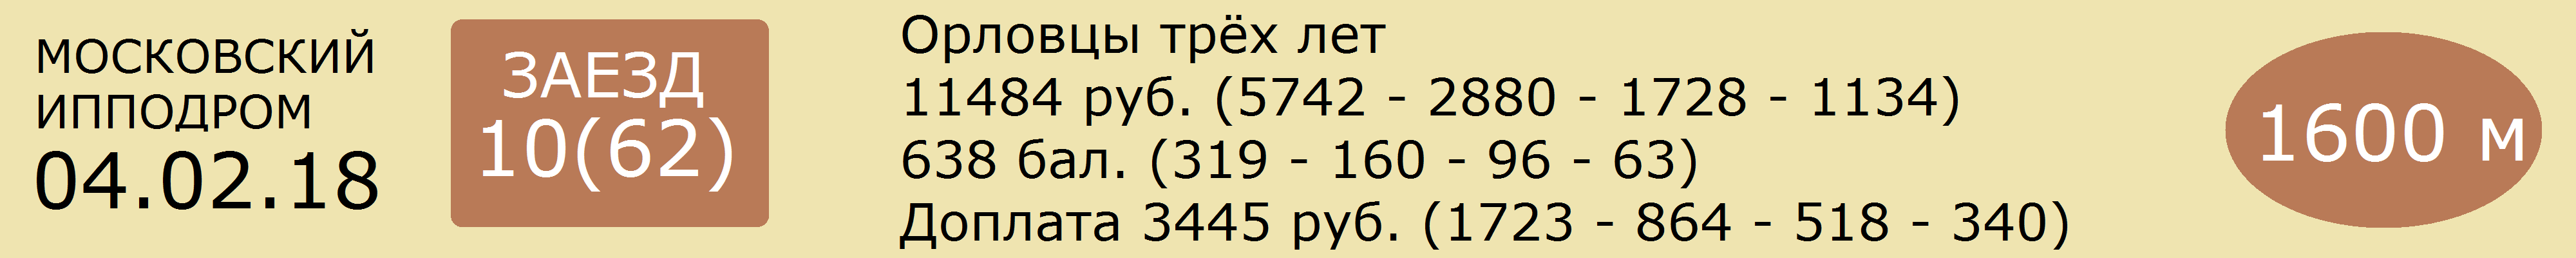 МОСКОВСКИЙ
ИППОДРОМ
04.02.18
ЗАЕЗД
10(62)
Орловцы трёх лет
11484 руб. (5742 - 2880 - 1728 - 1134)
638 бал. (319 - 160 - 96 - 63)
Доплата 3445 руб. (1723 - 864 - 518 - 340)
1600 м